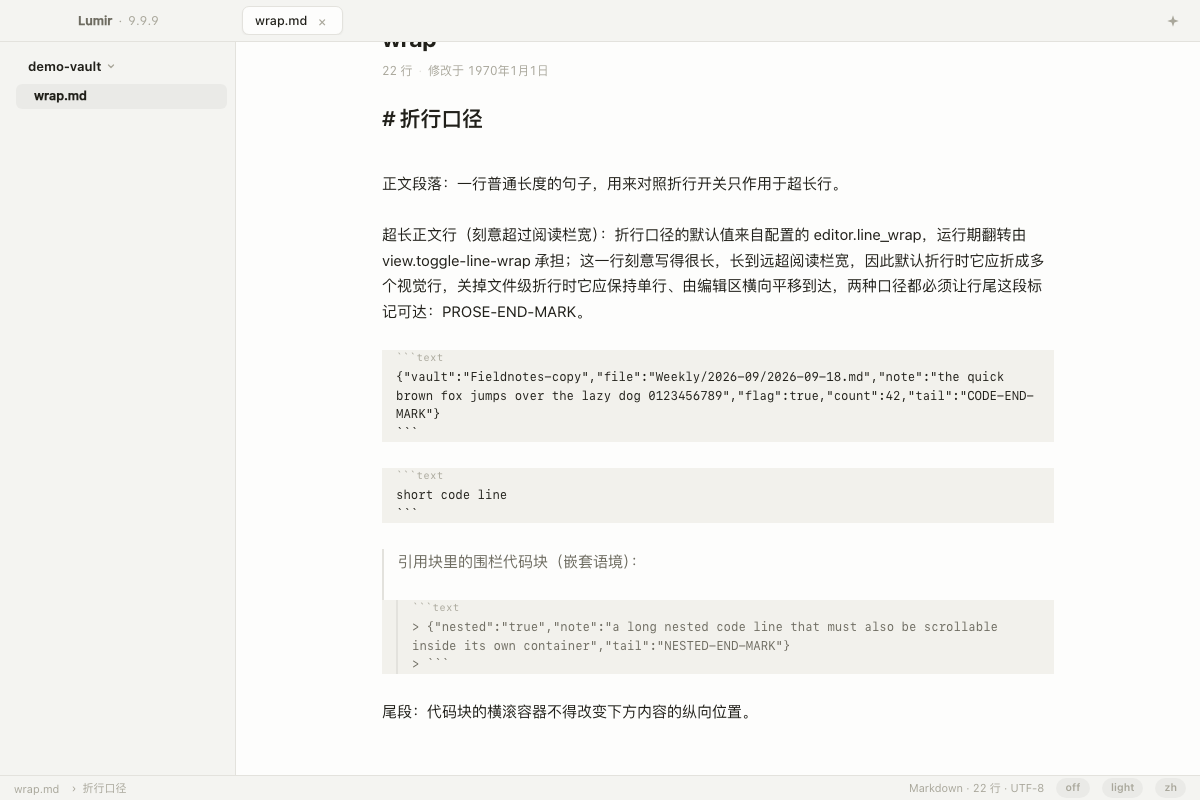 Lumir · 9.9.9
wrap.md ×
demo-vault
wrap.md
wrap
22 行 · 修改于 1970年1月1日
# 折行口径
正文段落：一行普通长度的句子，用来对照折行开关只作用于超长行。
超长正文行（刻意超过阅读栏宽）：折行口径的默认值来自配置的 editor.line_wrap，运行期翻转由
view.toggle-line-wrap 承担；这一行刻意写得很长，长到远超阅读栏宽，因此默认折行时它应折成多
个视觉行，关掉文件级折行时它应保持单行、由编辑区横向平移到达，两种口径都必须让行尾这段标
记可达：PROSE-END-MARK。
```text
{"vault":"Fieldnotes-copy","file":"Weekly/2026-09/2026-09-18.md","note":"the quick
brown fox jumps over the lazy dog 0123456789","flag":true,"count":42,"tail":"CODE-END-
MARK"}
```
```text
short code line
```
引用块里的围栏代码块（嵌套语境）：
```text
> {"nested":"true","note":"a long nested code line that must also be scrollable
inside its own container","tail":"NESTED-END-MARK"}
> ```
尾段：代码块的横滚容器不得改变下方内容的纵向位置。
wrap.md › 折行口径
Markdown · 22 行 · UTF-8 off light zh